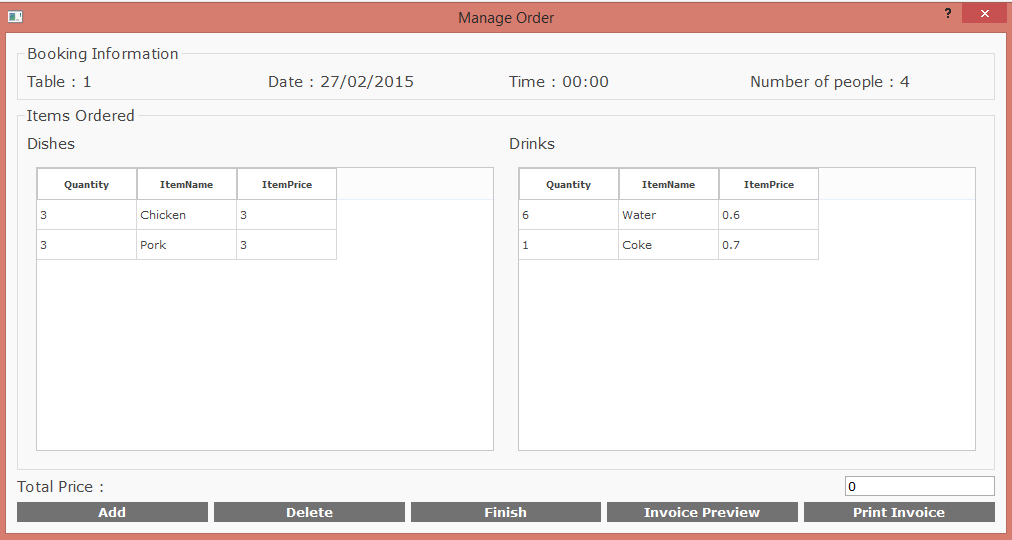 Manage Order
? ×
Booking Information
Table : 1 Date : 27/02/2015 Time : 00:00 Number of people : 4
Items Ordered
Dishes Drinks
Quantity ItemName ItemPrice Quantity ItemName ItemPrice
3 Chicken 3 6 Water 0.6
3 Pork 3 1 Coke 0.7
Total Price : 0
Add Delete Finish Invoice Preview Print Invoice